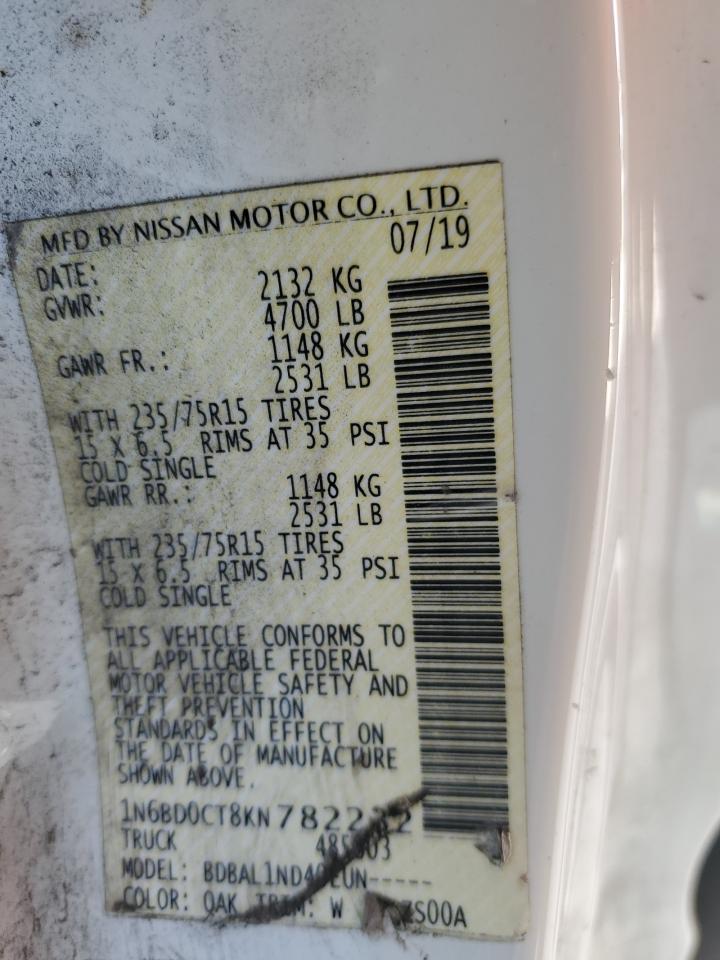 MFD BY NISSAN MOTOR CO., LTD.
DATE: 07/19
GVWR: 2132 KG
4700 LB
GAWR FR.: 1148 KG
2531 LB
WITH 235/75R15 TIRES
15 X 6.5 RIMS AT 35 PSI
COLD SINGLE
GAWR RR.: 1148 KG
2531 LB
WITH 235/75R15 TIRES
15 X 6.5 RIMS AT 35 PSI
COLD SINGLE
THIS VEHICLE CONFORMS TO
ALL APPLICABLE FEDERAL
MOTOR VEHICLE SAFETY AND
THEFT PREVENTION
STANDARDS IN EFFECT ON
THE DATE OF MANUFACTURE
SHOWN ABOVE.
1N6BD0CT8KN
TRUCK
MODEL:
COLOR: QAK TRIM: W